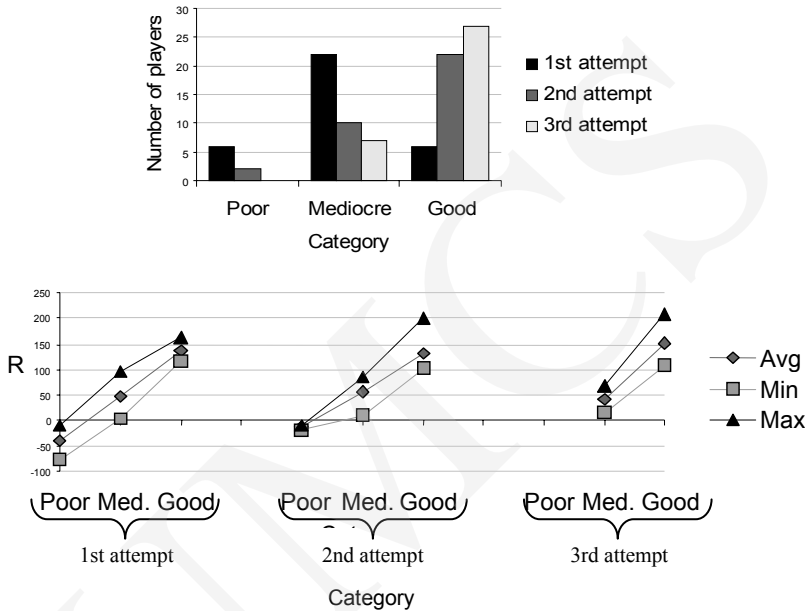 Number of players
30
25
20
15
10
5
0
Poor Mediocre Good
Category
1st attempt
2nd attempt
3rd attempt
R
250
200
150
100
50
0
-50
-100
Avg
Min
Max
Poor Med. Good Poor Med. Good Poor Med. Good
1st attempt 2nd attempt 3rd attempt
Category
UMCS